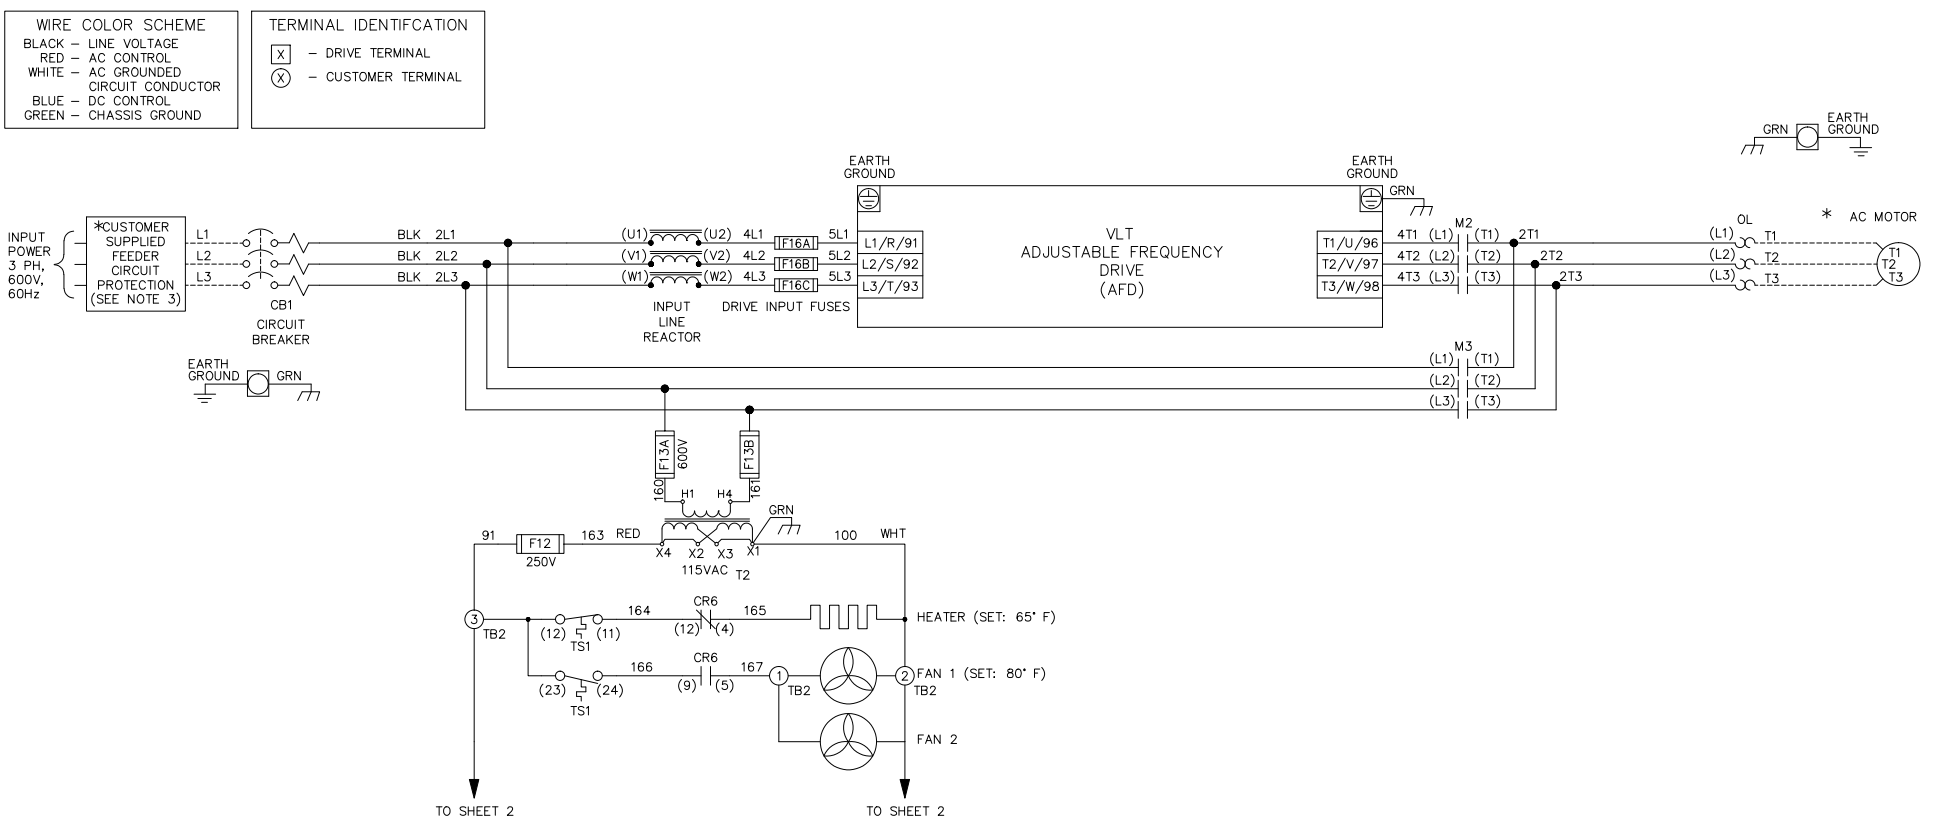 WIRE COLOR SCHEME
BLACK – LINE VOLTAGE
RED – AC CONTROL
WHITE – AC GROUNDED
CIRCUIT CONDUCTOR
BLUE – DC CONTROL
GREEN – CHASSIS GROUND
TERMINAL IDENTIFCATION
X – DRIVE TERMINAL
X – CUSTOMER TERMINAL
GRN
EARTH
GROUND
INPUT
POWER
3 PH,
600V,
60Hz
*CUSTOMER
SUPPLIED
FEEDER
CIRCUIT
PROTECTION
(SEE NOTE 3)
L1
L2
L3
CB1
CIRCUIT
BREAKER
BLK 2L1
BLK 2L2
BLK 2L3
(U1) (U2) 4L1 F16A 5L1
(V1) (V2) 4L2 F16B 5L2
(W1) (W2) 4L3 F16C 5L3
INPUT
LINE
REACTOR
DRIVE INPUT FUSES
EARTH
GROUND
L1/R/91
L2/S/92
L3/T/93
VLT
ADJUSTABLE FREQUENCY
DRIVE
(AFD)
EARTH
GROUND
GRN
T1/U/96
T2/V/97
T3/W/98
M2
4T1 (L1) (T1) 2T1
4T2 (L2) (T2) 2T2
4T3 (L3) (T3) 2T3
OL
(L1) T1
(L2) T2
(L3) T3
* AC MOTOR
T1
T2
T3
M3
(L1) (T1)
(L2) (T2)
(L3) (T3)
EARTH
GROUND
GRN
F13A
600V
F13B
160
161
H1 H4
GRN
91 F12 163 RED
250V
X4 X2 X3 X1
100 WHT
115VAC T2
3
TB2
(12) (11)
TS1
164
CR6
(12) (4)
165
HEATER (SET: 65° F)
(23) (24)
TS1
166
CR6
(9) (5)
167
1
TB2
2
TB2
FAN 1 (SET: 80° F)
FAN 2
TO SHEET 2
TO SHEET 2